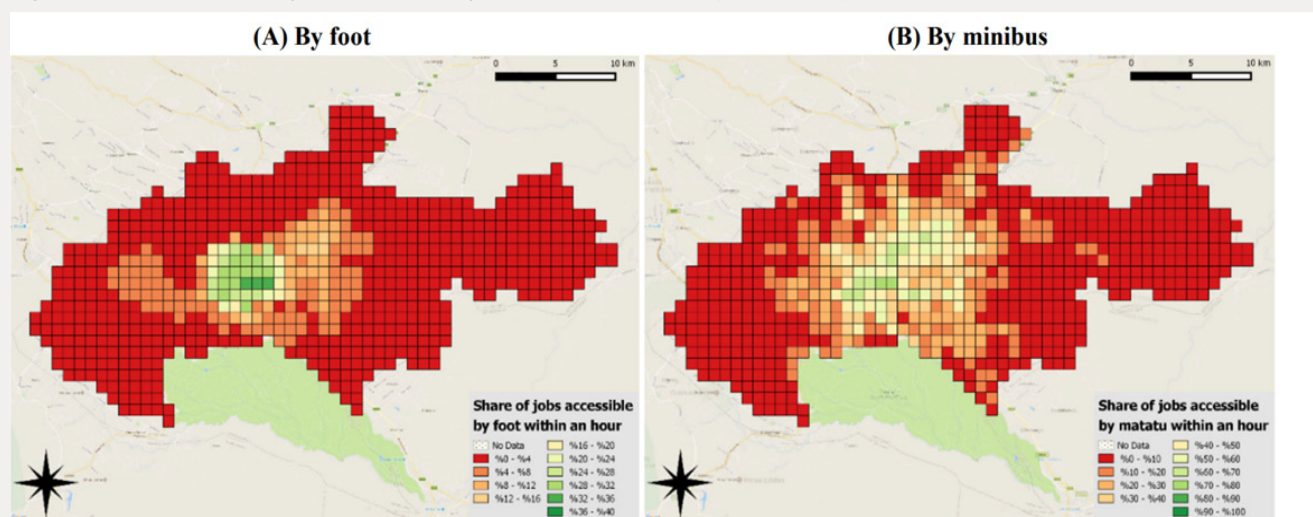 (A) By foot
(B) By minibus
0 5 10 km
0 5 10 km
Share of jobs accessible
by foot within an hour
No Data
%0 - %4
%4 - %8
%8 - %12
%12 - %16
%16 - %20
%20 - %24
%24 - %28
%28 - %32
%32 - %36
%36 - %40
Share of jobs accessible
by matatu within an hour
No Data
%0 - %10
%10 - %20
%20 - %30
%30 - %40
%40 - %50
%50 - %60
%60 - %70
%70 - %80
%80 - %90
%90 - %100